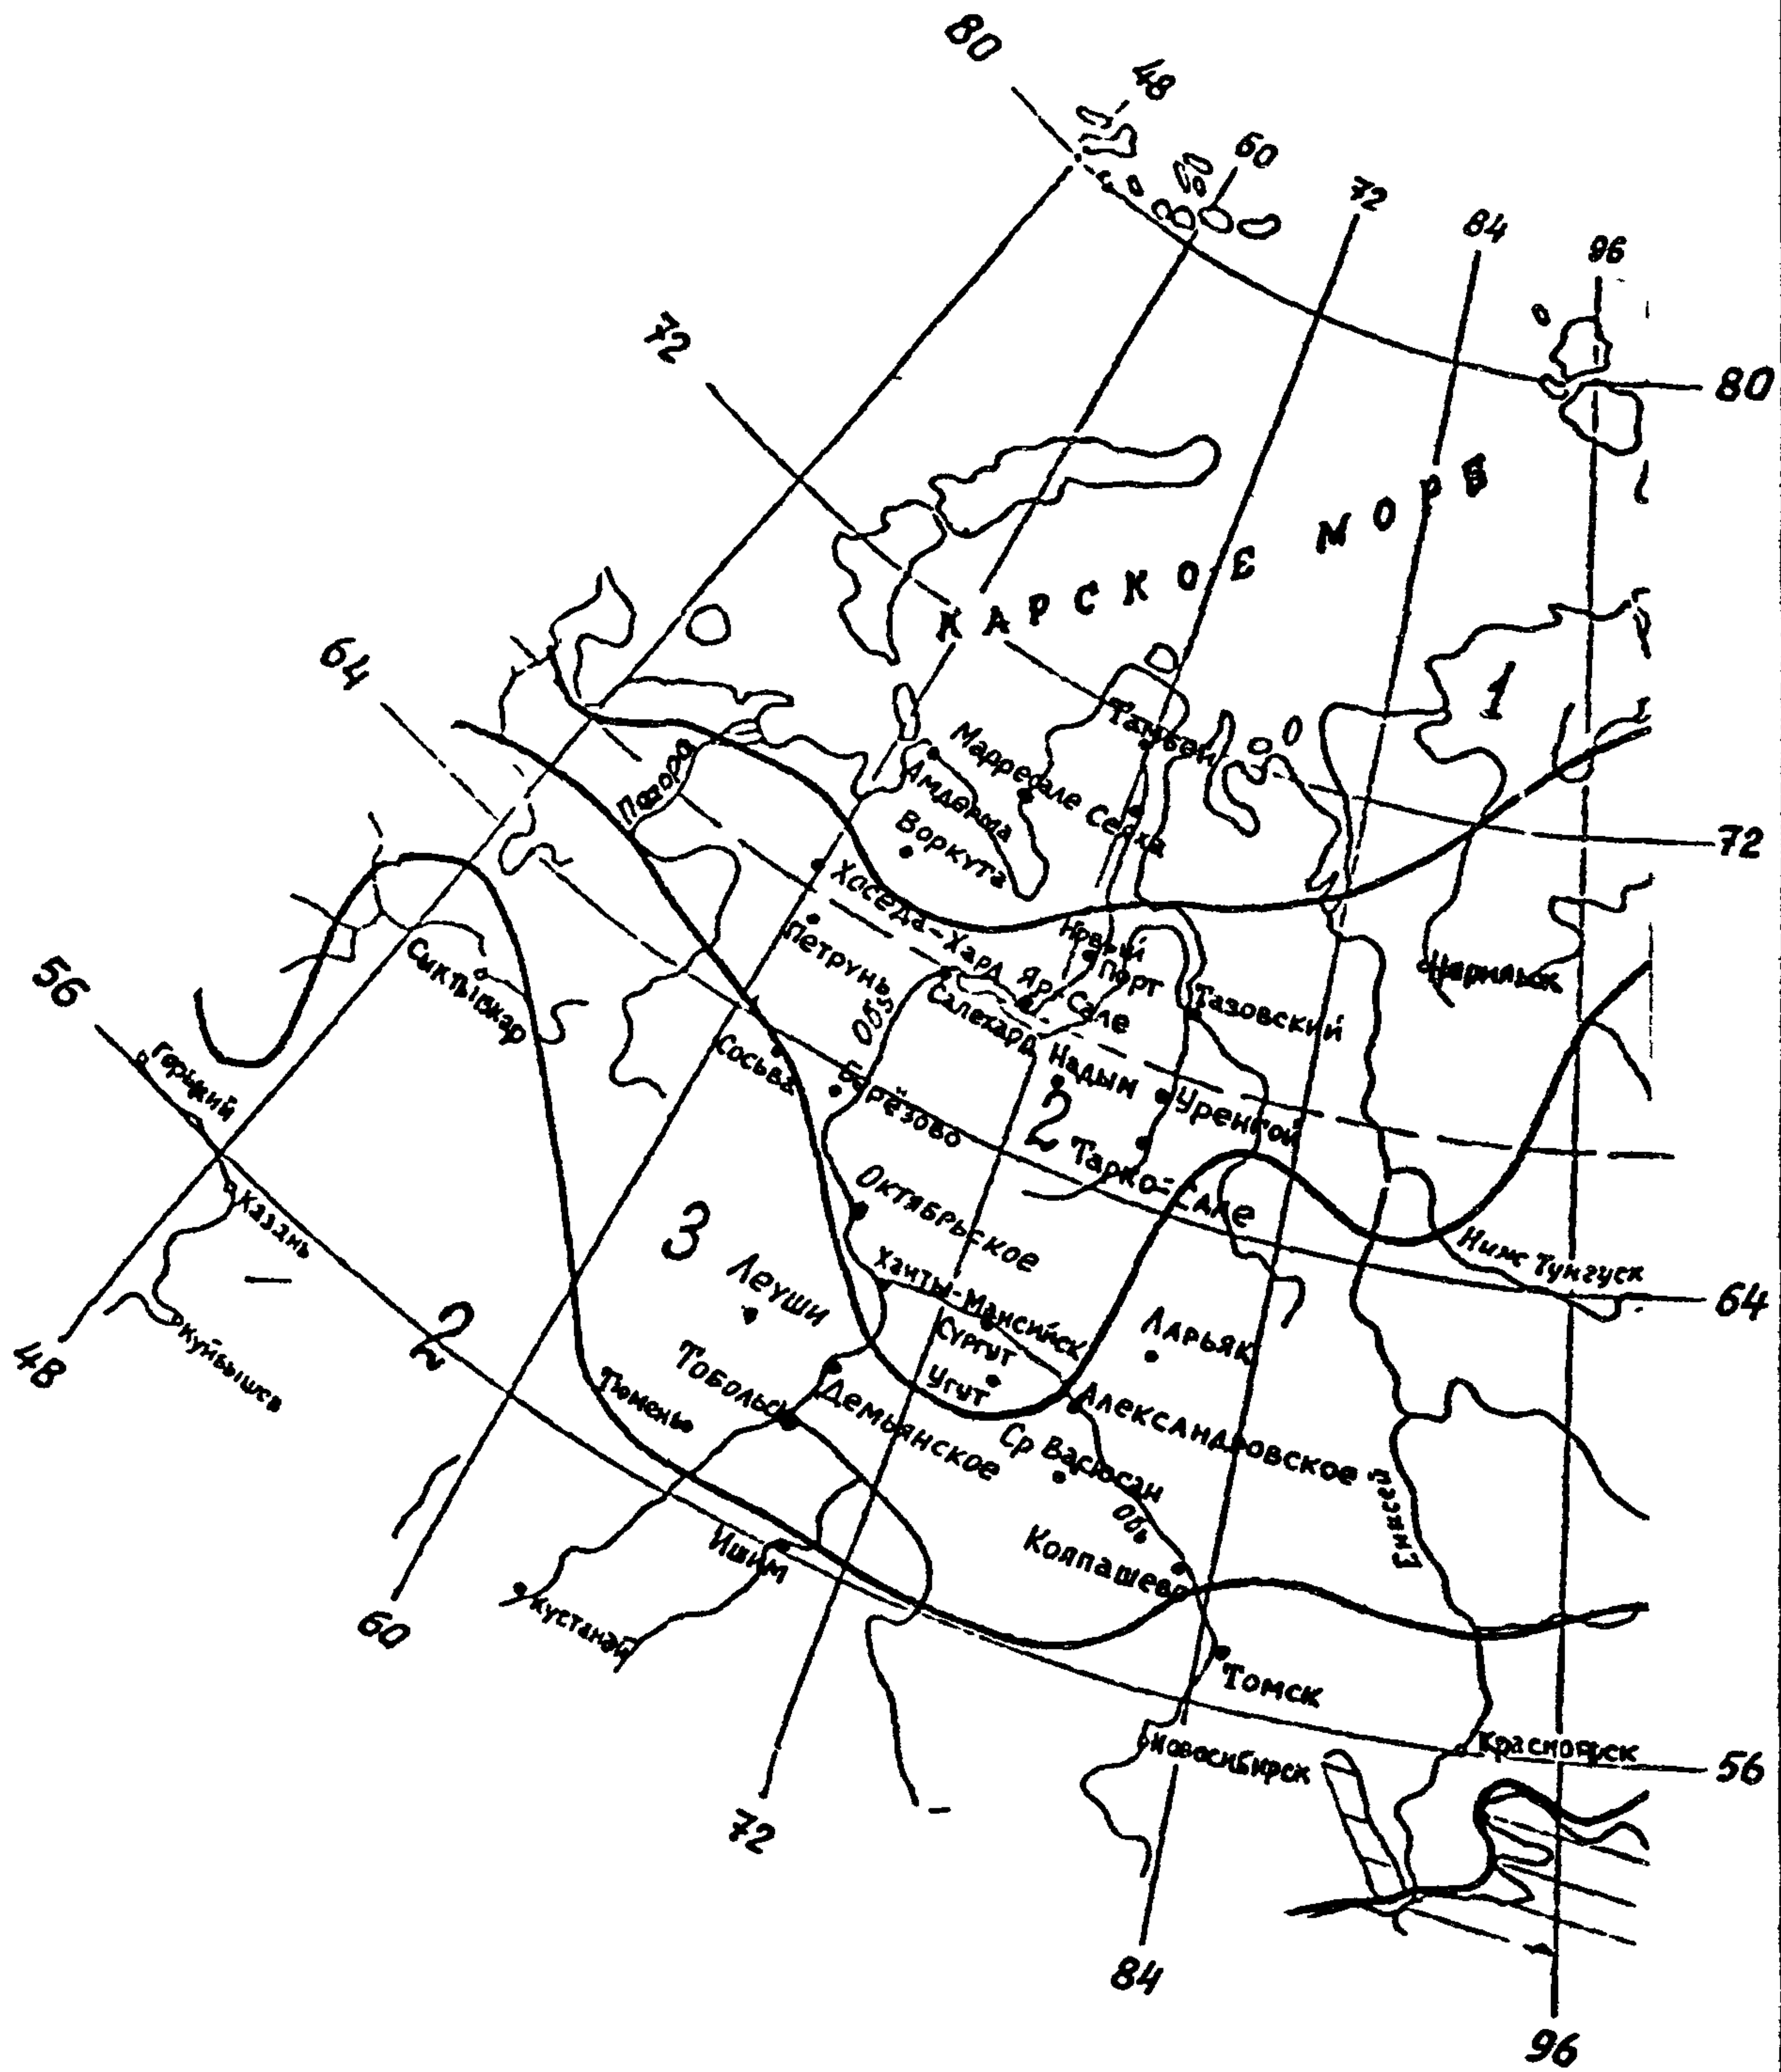 80
48
60
72
84
96
72
80
КАРСКОЕ МОРЕ
64
1
Тамбей
Марресале
Сеяха
Амдерма
Печора
Воркута
72
Хоседа-Хард
Петрунь
Новый
Порт
Яр-Сале
Норильск
Сыктывкар
56
Салехард
Тазовский
Обь
Горький
Сосьва
Берёзово
Надым
2
Уренгой
Тарко-Сале
Казань
Октябрьское
3
Ниж Тунгуск
64
Леуши
Ханты-Мансийск
Сургут
Ларьяк
2
48
Куйбышев
Тобольск
Угут
Тюмень
Демьянское
Александровское
Ср Васюган
Енисей
Обь
Колпашево
Ишим
60
Кустанай
Томск
Новосибирск
Красноярск
56
72
84
96